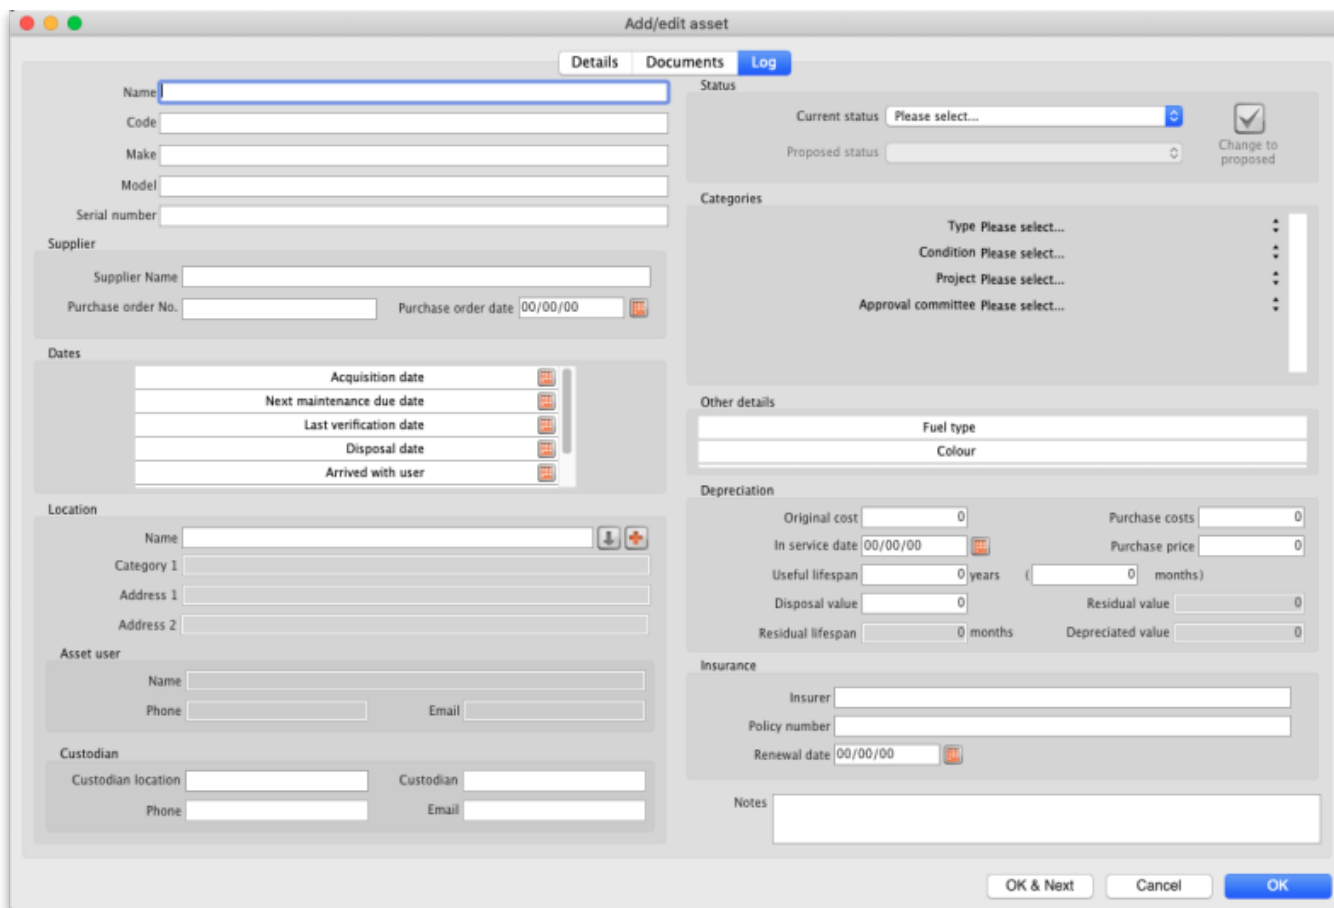 Add/edit asset
Details Documents Log
Name
Code
Make
Model
Serial number
Supplier
Supplier Name
Purchase order No. Purchase order date 00/00/00
Dates
Acquisition date
Next maintenance due date
Last verification date
Disposal date
Arrived with user
Location
Name
Category 1
Address 1
Address 2
Asset user
Name
Phone Email
Custodian
Custodian location Custodian
Phone Email
Status
Current status Please select...
Proposed status
Change to
proposed
Categories
Type Please select...
Condition Please select...
Project Please select...
Approval committee Please select...
Other details
Fuel type
Colour
Depreciation
Original cost 0 Purchase costs 0
In service date 00/00/00 Purchase price 0
Useful lifespan 0 years ( 0 months)
Disposal value 0 Residual value 0
Residual lifespan 0 months Depreciated value 0
Insurance
Insurer
Policy number
Renewal date 00/00/00
Notes
OK & Next Cancel OK